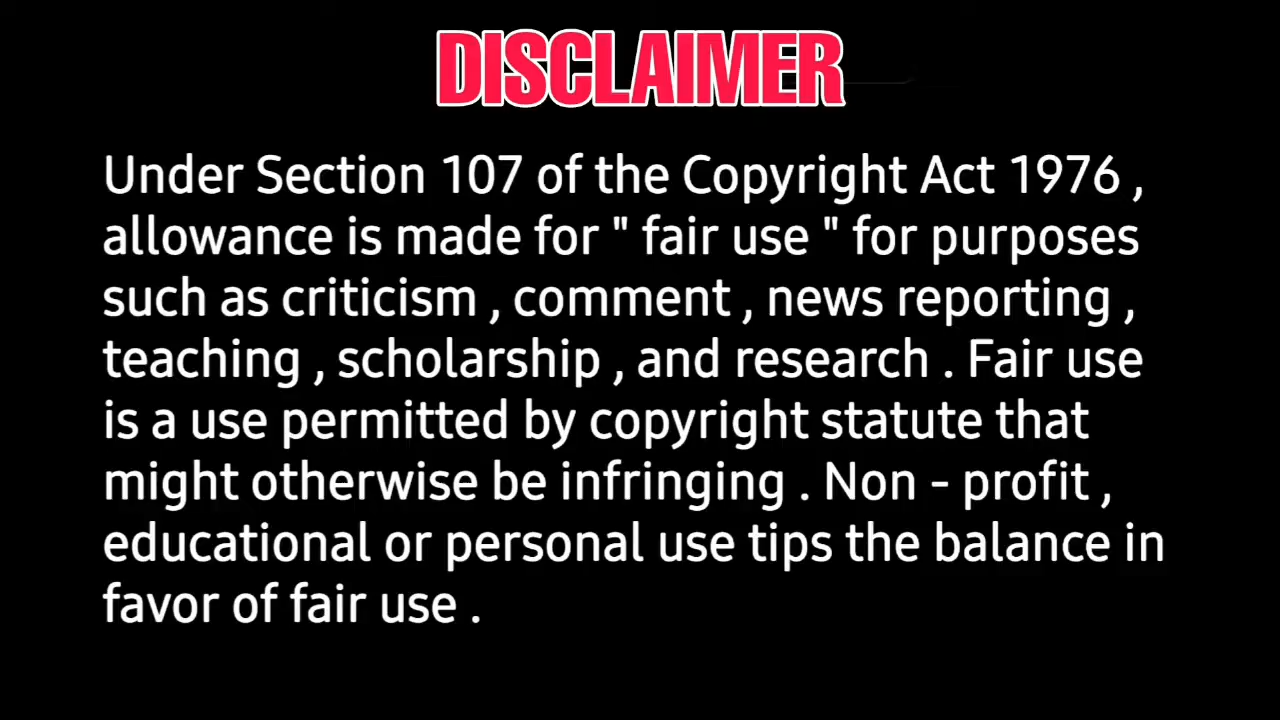 DISCLAIMER
Under Section 107 of the Copyright Act 1976 ,
allowance is made for " fair use " for purposes
such as criticism , comment , news reporting ,
teaching , scholarship , and research . Fair use
is a use permitted by copyright statute that
might otherwise be infringing . Non - profit ,
educational or personal use tips the balance in
favor of fair use .